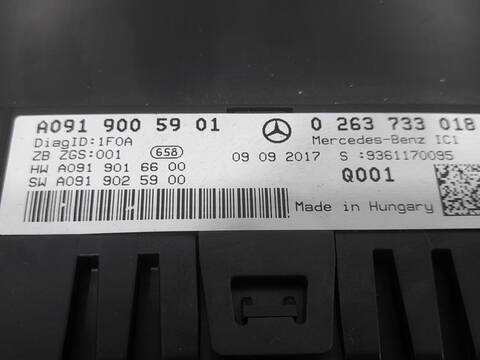 A091 900 59 01 0 263 733 018
DiagID:1F0A Mercedes-Benz IC1
ZB ZGS:001 658 09 09 2017 S :9361170095
HW A091 901 66 00 Q001
SW A091 902 59 00
Made in Hungary